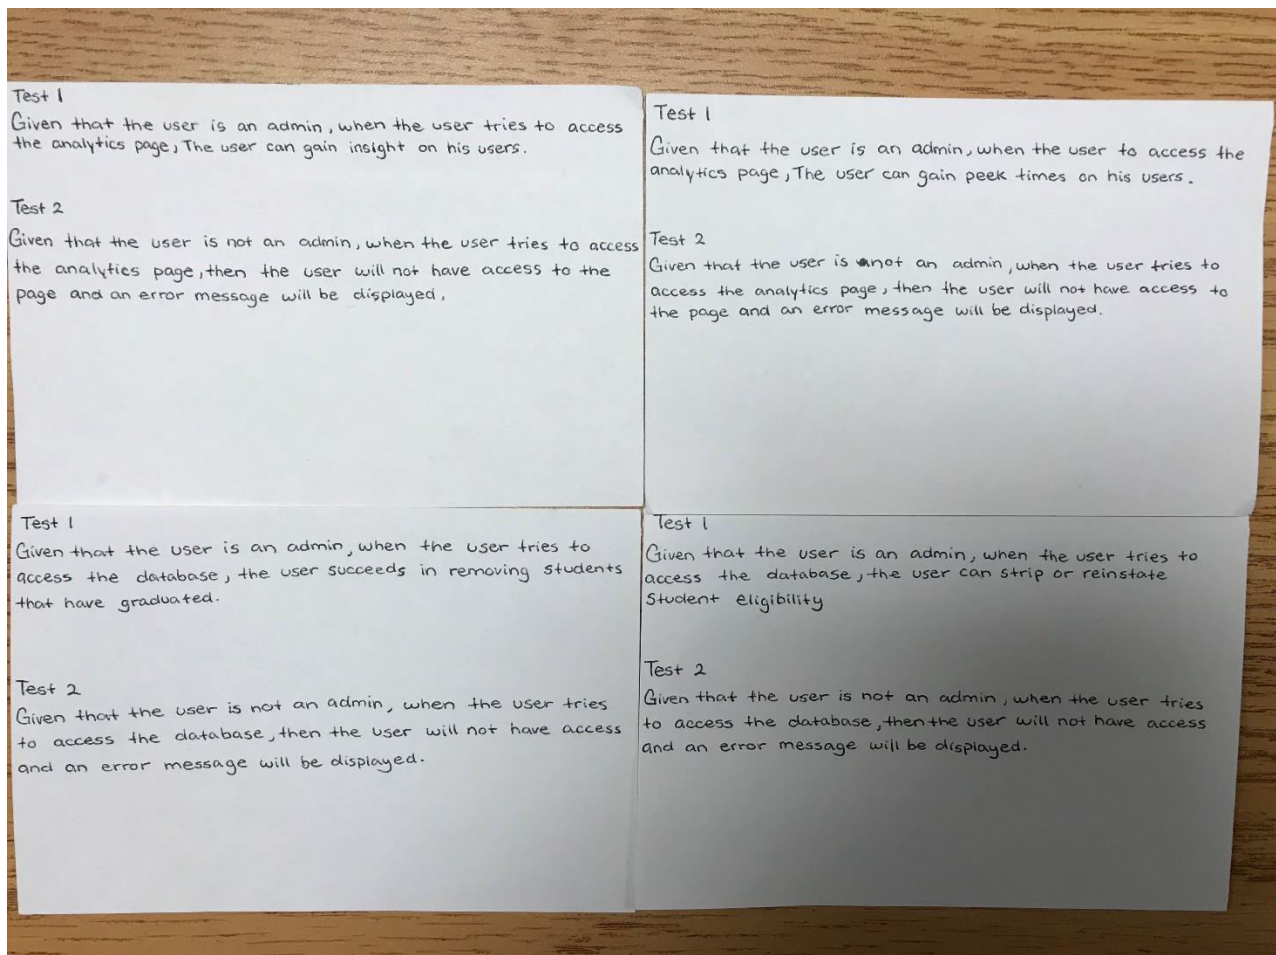 Test 1
Given that the user is an admin, when the user tries to access
the analytics page, The user can gain insight on his users.
Test 2
Given that the user is not an admin, when the user tries to access
the analytics page, then the user will not have access to the
page and an error message will be displayed.
Test 1
Given that the user is an admin, when the user to access the
analytics page, The user can gain peek times on his users.
Test 2
Given that the user is not an admin, when the user tries to
access the analytics page, then the user will not have access to
the page and an error message will be displayed.
Test 1
Given that the user is an admin, when the user tries to
access the database, the user succeeds in removing students
that have graduated.
Test 2
Given that the user is not an admin, when the user tries
to access the database, then the user will not have access
and an error message will be displayed.
Test 1
Given that the user is an admin, when the user tries to
access the database, the user can strip or reinstate
Student eligibility
Test 2
Given that the user is not an admin, when the user tries
to access the database, then the user will not have access
and an error message will be displayed.